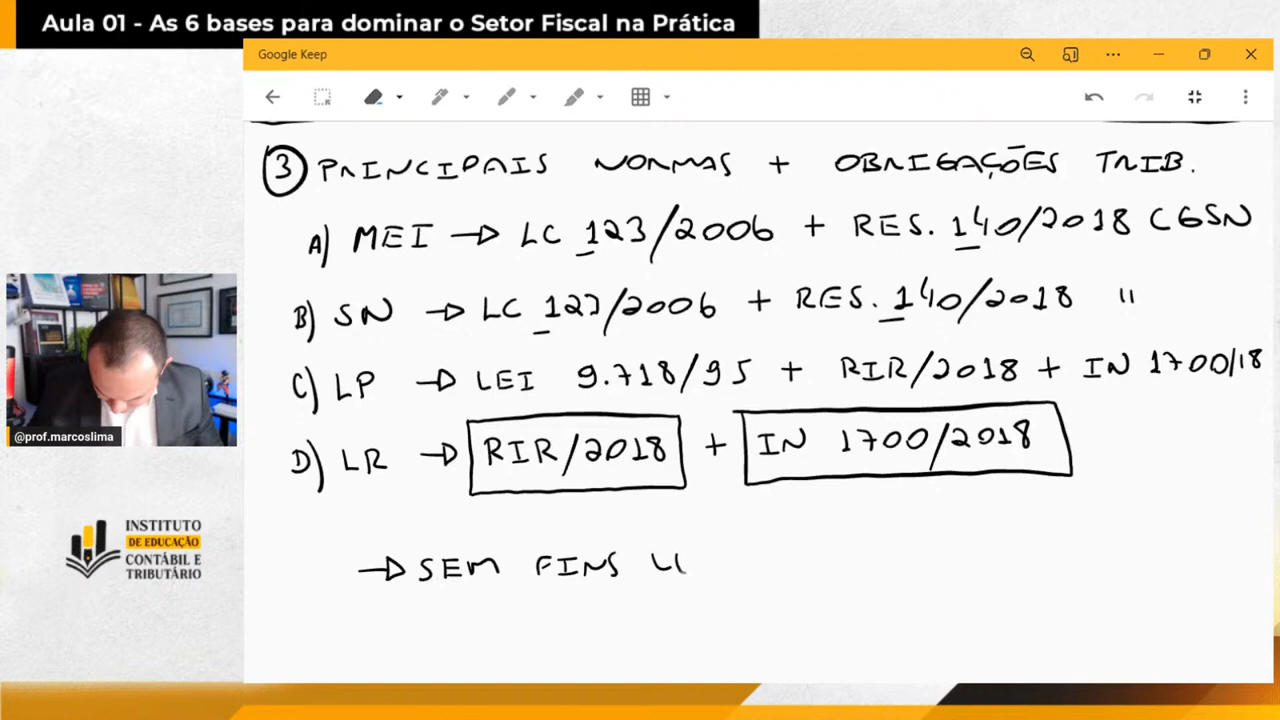 Aula 01 - As 6 bases para dominar o Setor Fiscal na Prática
Google Keep
3 PRINCIPAIS NORMAS + OBRIGAÇÕES TRIB.
A) MEI → LC 123/2006 + RES. 140/2018 CGSN
B) SN → LC 123/2006 + RES. 140/2018 "
C) LP → LEI 9.718/95 + RIR/2018 + IN 1700/18
D) LR → RIR/2018 + IN 1700/2018
→ SEM FINS LU
@prof.marcoslima
INSTITUTO
DE EDUCAÇÃO
CONTÁBIL E
TRIBUTÁRIO